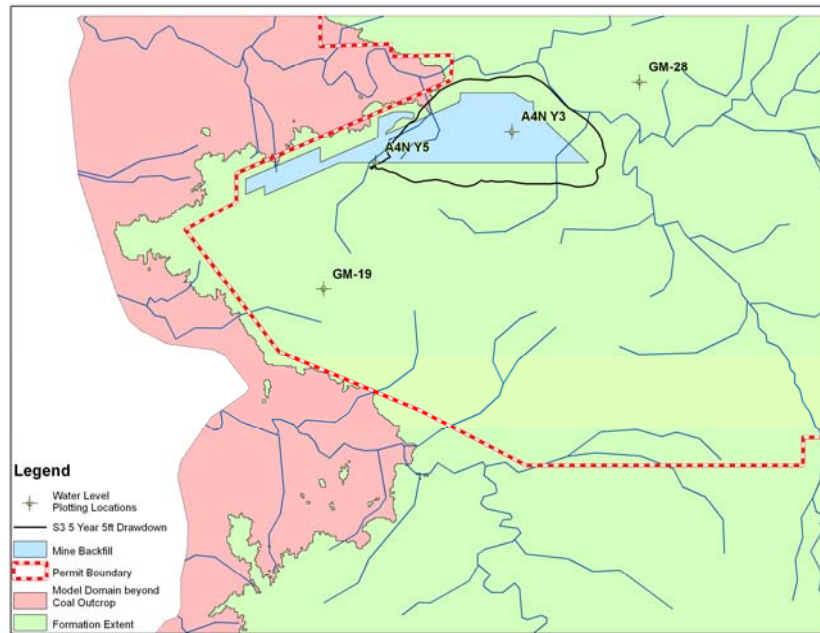 GM-28
A4N Y3
A4N Y5
GM-19
Legend
Water Level
Plotting Locations
S3 5 Year 5ft Drawdown
Mine Backfill
Permit Boundary
Model Domain beyond
Coal Outcrop
Formation Extent